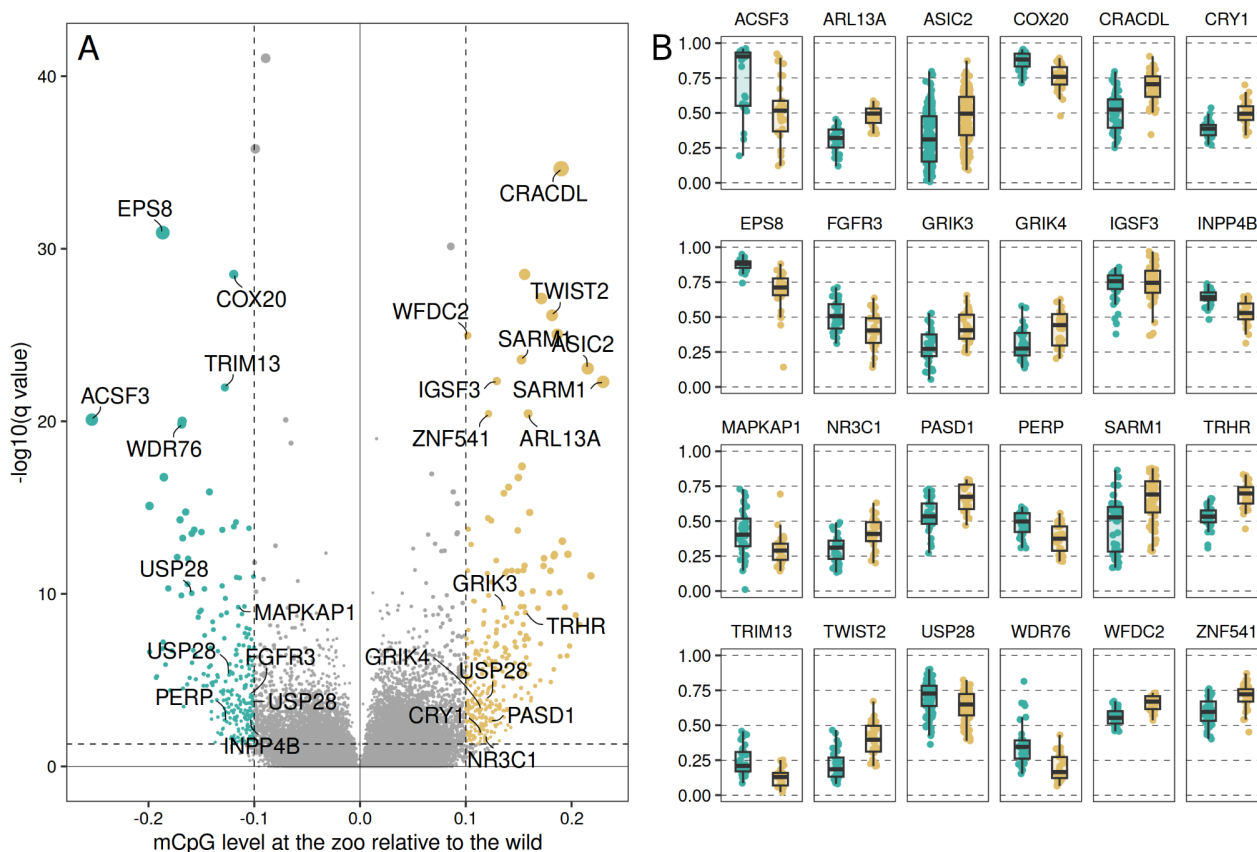 A
40
30
20
10
0
-log10(q value)
-0.2
-0.1
0.0
0.1
0.2
mCpG level at the zoo relative to the wild
CRACDL
EPS8
COX20
TWIST2
WFDC2
SARM1
ASIC2
TRIM13
IGSF3
SARM1
ACSF3
ZNF541
ARL13A
WDR76
USP28
GRIK3
MAPKAP1
TRHR
USP28
FGFR3
GRIK4
USP28
PERP
USP28
CRY1
PASD1
INPP4B
NR3C1
B
ACSF3 ARL13A ASIC2 COX20 CRACDL CRY1
1.00
0.75
0.50
0.25
0.00
EPS8 FGFR3 GRIK3 GRIK4 IGSF3 INPP4B
1.00
0.75
0.50
0.25
0.00
MAPKAP1 NR3C1 PASD1 PERP SARM1 TRHR
1.00
0.75
0.50
0.25
0.00
TRIM13 TWIST2 USP28 WDR76 WFDC2 ZNF541
1.00
0.75
0.50
0.25
0.00